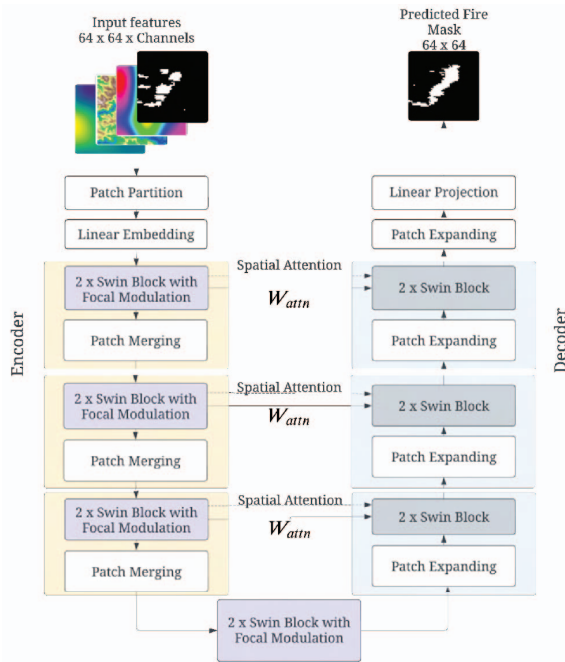 Input features
64 x 64 x Channels
Predicted Fire
Mask
64 x 64
Patch Partition
Linear Embedding
Encoder
2 x Swin Block with
Focal Modulation
Patch Merging
2 x Swin Block with
Focal Modulation
Patch Merging
2 x Swin Block with
Focal Modulation
Patch Merging
Spatial Attention
Wattn
Spatial Attention
Wattn
Spatial Attention
Wattn
2 x Swin Block with
Focal Modulation
Linear Projection
Patch Expanding
2 x Swin Block
Patch Expanding
2 x Swin Block
Patch Expanding
2 x Swin Block
Patch Expanding
Decoder